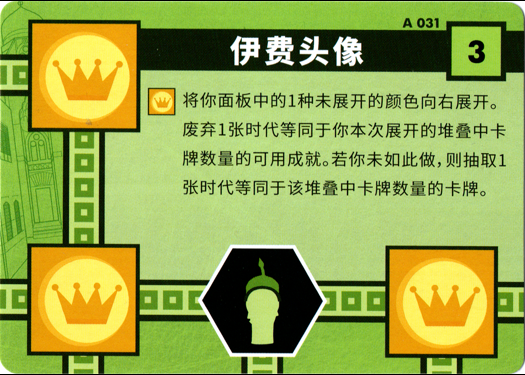 A 031
伊费头像
3
将你面板中的1种未展开的颜色向右展开。
废弃1张时代等同于你本次展开的堆叠中卡
牌数量的可用成就。若你未如此做，则抽取1
张时代等同于该堆叠中卡牌数量的卡牌。